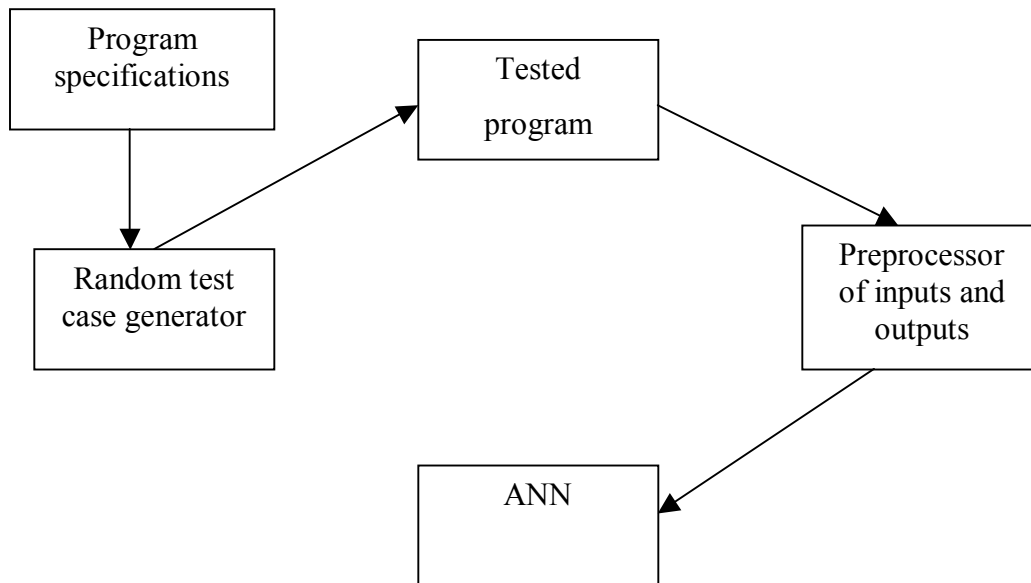 Program
specifications
Tested
program
Random test
case generator
Preprocessor
of inputs and
outputs
ANN